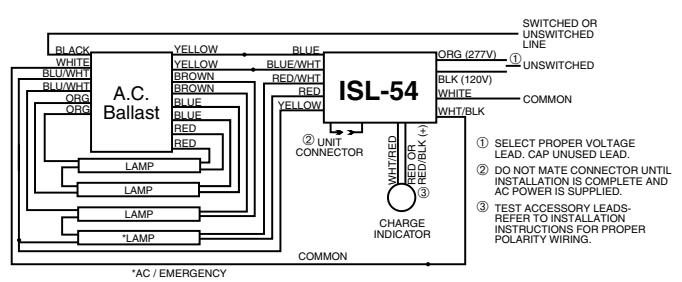 SWITCHED OR
UNSWITCHED
LINE
BLACK
WHITE
BLU/WHT
BLU/WHT
ORG
ORG
A.C.
Ballast
YELLOW
YELLOW
BROWN
BROWN
BLUE
BLUE
RED
RED
BLUE
BLUE/WHT
RED/WHT
RED
YELLOW
ISL-54
ORG (277V)
① UNSWITCHED
BLK (120V)
WHITE
COMMON
WHT/BLK
② UNIT
CONNECTOR
WHT/RED
RED OR
RED/BLK (+)
③
CHARGE
INDICATOR
LAMP
LAMP
LAMP
*LAMP
COMMON
*AC / EMERGENCY
① SELECT PROPER VOLTAGE
LEAD. CAP UNUSED LEAD.
② DO NOT MATE CONNECTOR UNTIL
INSTALLATION IS COMPLETE AND
AC POWER IS SUPPLIED.
③ TEST ACCESSORY LEADS-
REFER TO INSTALLATION
INSTRUCTIONS FOR PROPER
POLARITY WIRING.